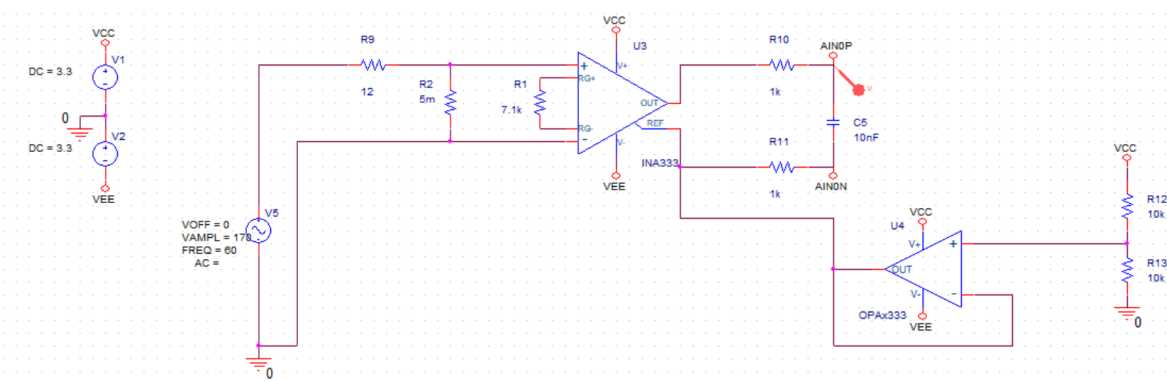 VCC
V1
DC = 3.3
0
V2
DC = 3.3
VEE
R9
12
R2
5m
R1
7.1k
V5
VOFF = 0
VAMPL = 170
FREQ = 60
AC =
0
VCC
U3
V+
+
RG+
OUT
REF
RG-
-
V-
INA333
VEE
R10
1k
AIN0P
V-
C5
10nF
R11
1k
AIN0N
VCC
U4
V+
+
OUT
V-
-
OPAx333
VEE
VCC
R12
10k
R13
10k
0